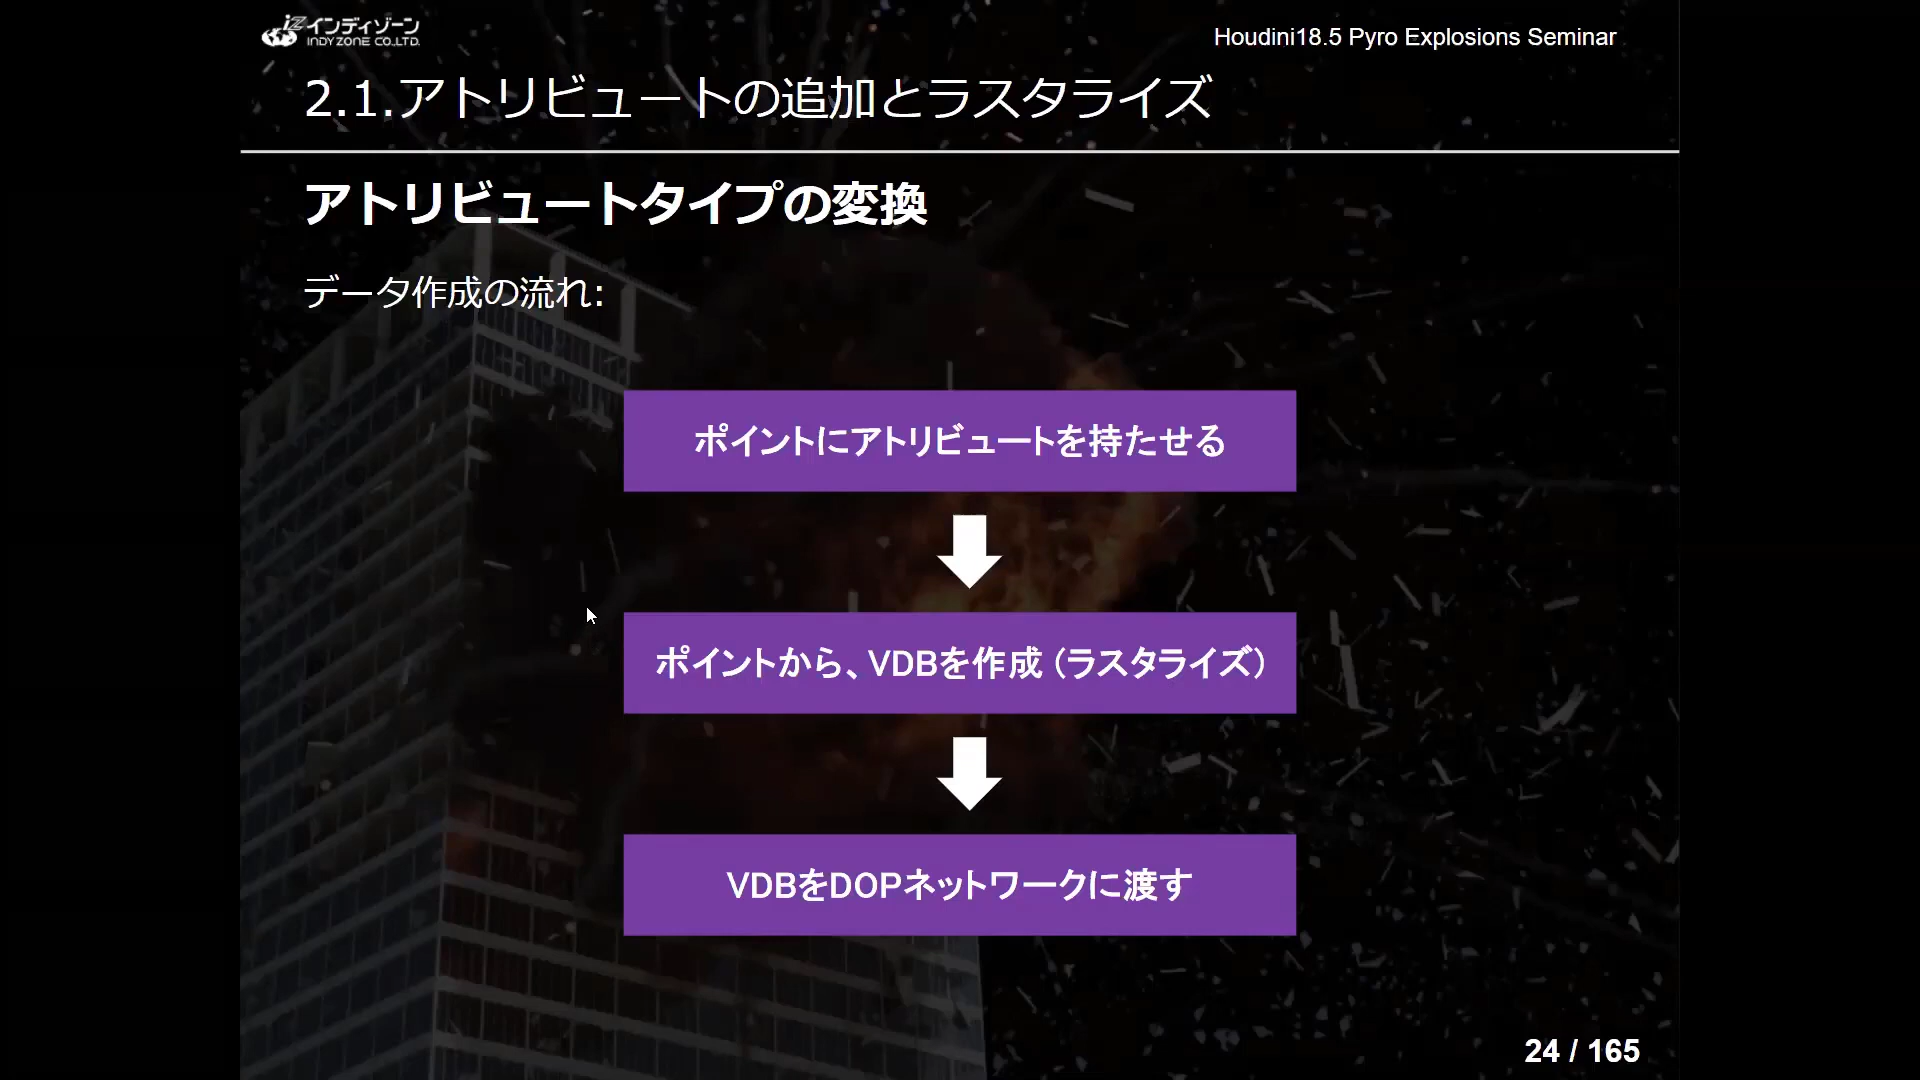 インディゾーン
INDYZONE CO.,LTD.
Houdini18.5 Pyro Explosions Seminar
2.1.アトリビュートの追加とラスタライズ
アトリビュートタイプの変換
データ作成の流れ:
ポイントにアトリビュートを持たせる
ポイントから、VDBを作成（ラスタライズ）
VDBをDOPネットワークに渡す
24 / 165